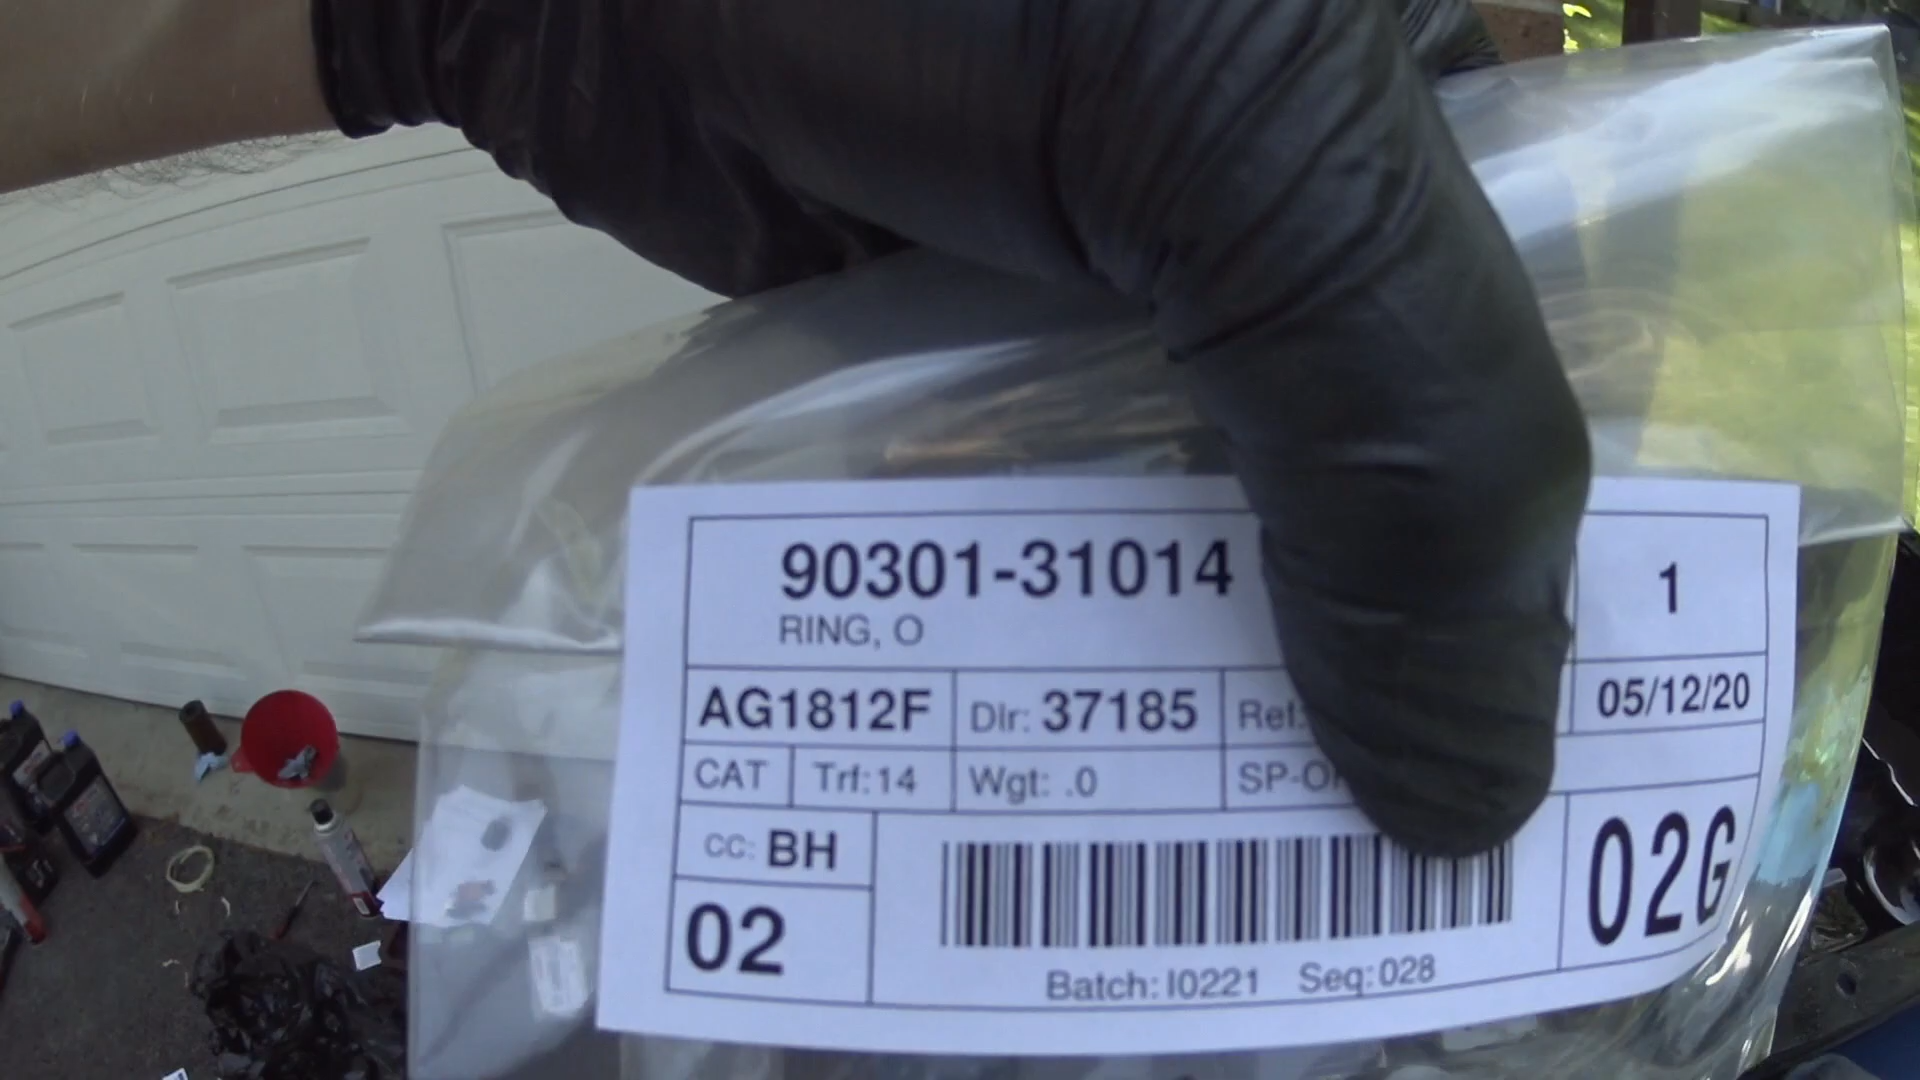 90301-31014 1
RING, O
AG1812F Dlr: 37185 Ref: 05/12/20
CAT Trf:14 Wgt: .0
CC: BH
02 02G
Batch: I0221 Seq: 028